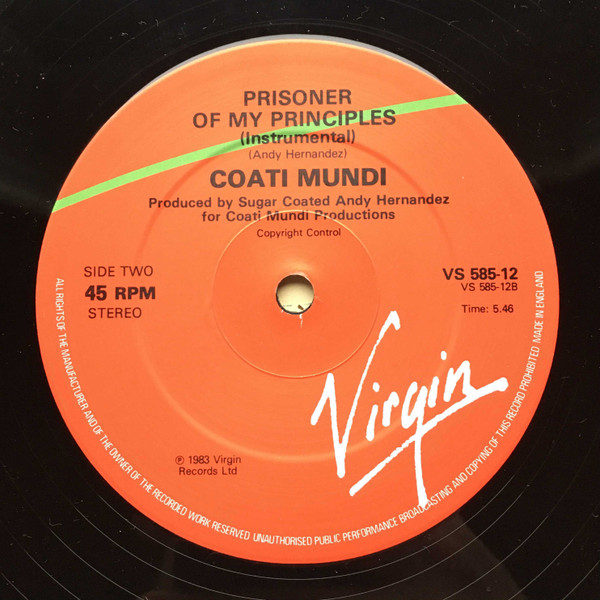 PRISONER
OF MY PRINCIPLES
(Instrumental)
(Andy Hernandez)
COATI MUNDI
Produced by Sugar Coated Andy Hernandez
for Coati Mundi Productions
Copyright Control
SIDE TWO
45 RPM
STEREO
VS 585-12
VS 585-12B
Time: 5.46
Virgin
℗ 1983 Virgin
Records Ltd
ALL RIGHTS OF THE MANUFACTURER AND OF THE OWNER OF THE RECORDED WORK RESERVED. UNAUTHORISED PUBLIC PERFORMANCE BROADCASTING AND COPYING OF THIS RECORD PROHIBITED. MADE IN ENGLAND